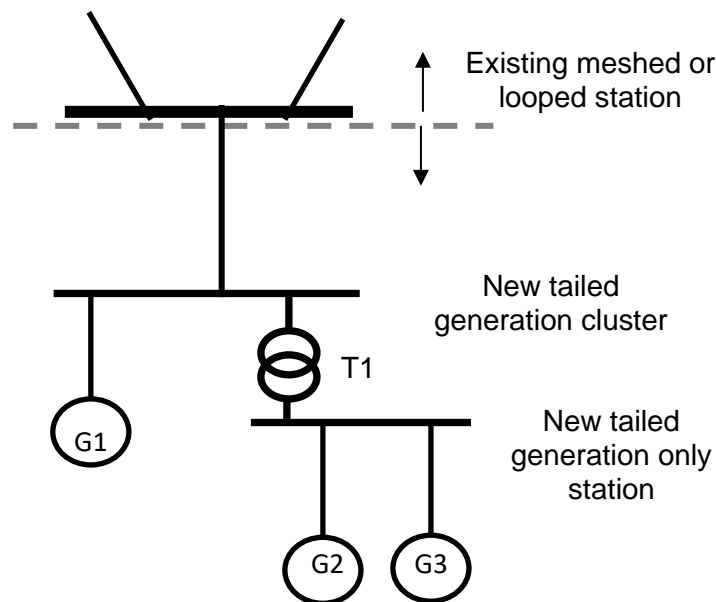 Existing meshed or
looped station
New tailed
generation cluster
T1
G1
New tailed
generation only
station
G2
G3